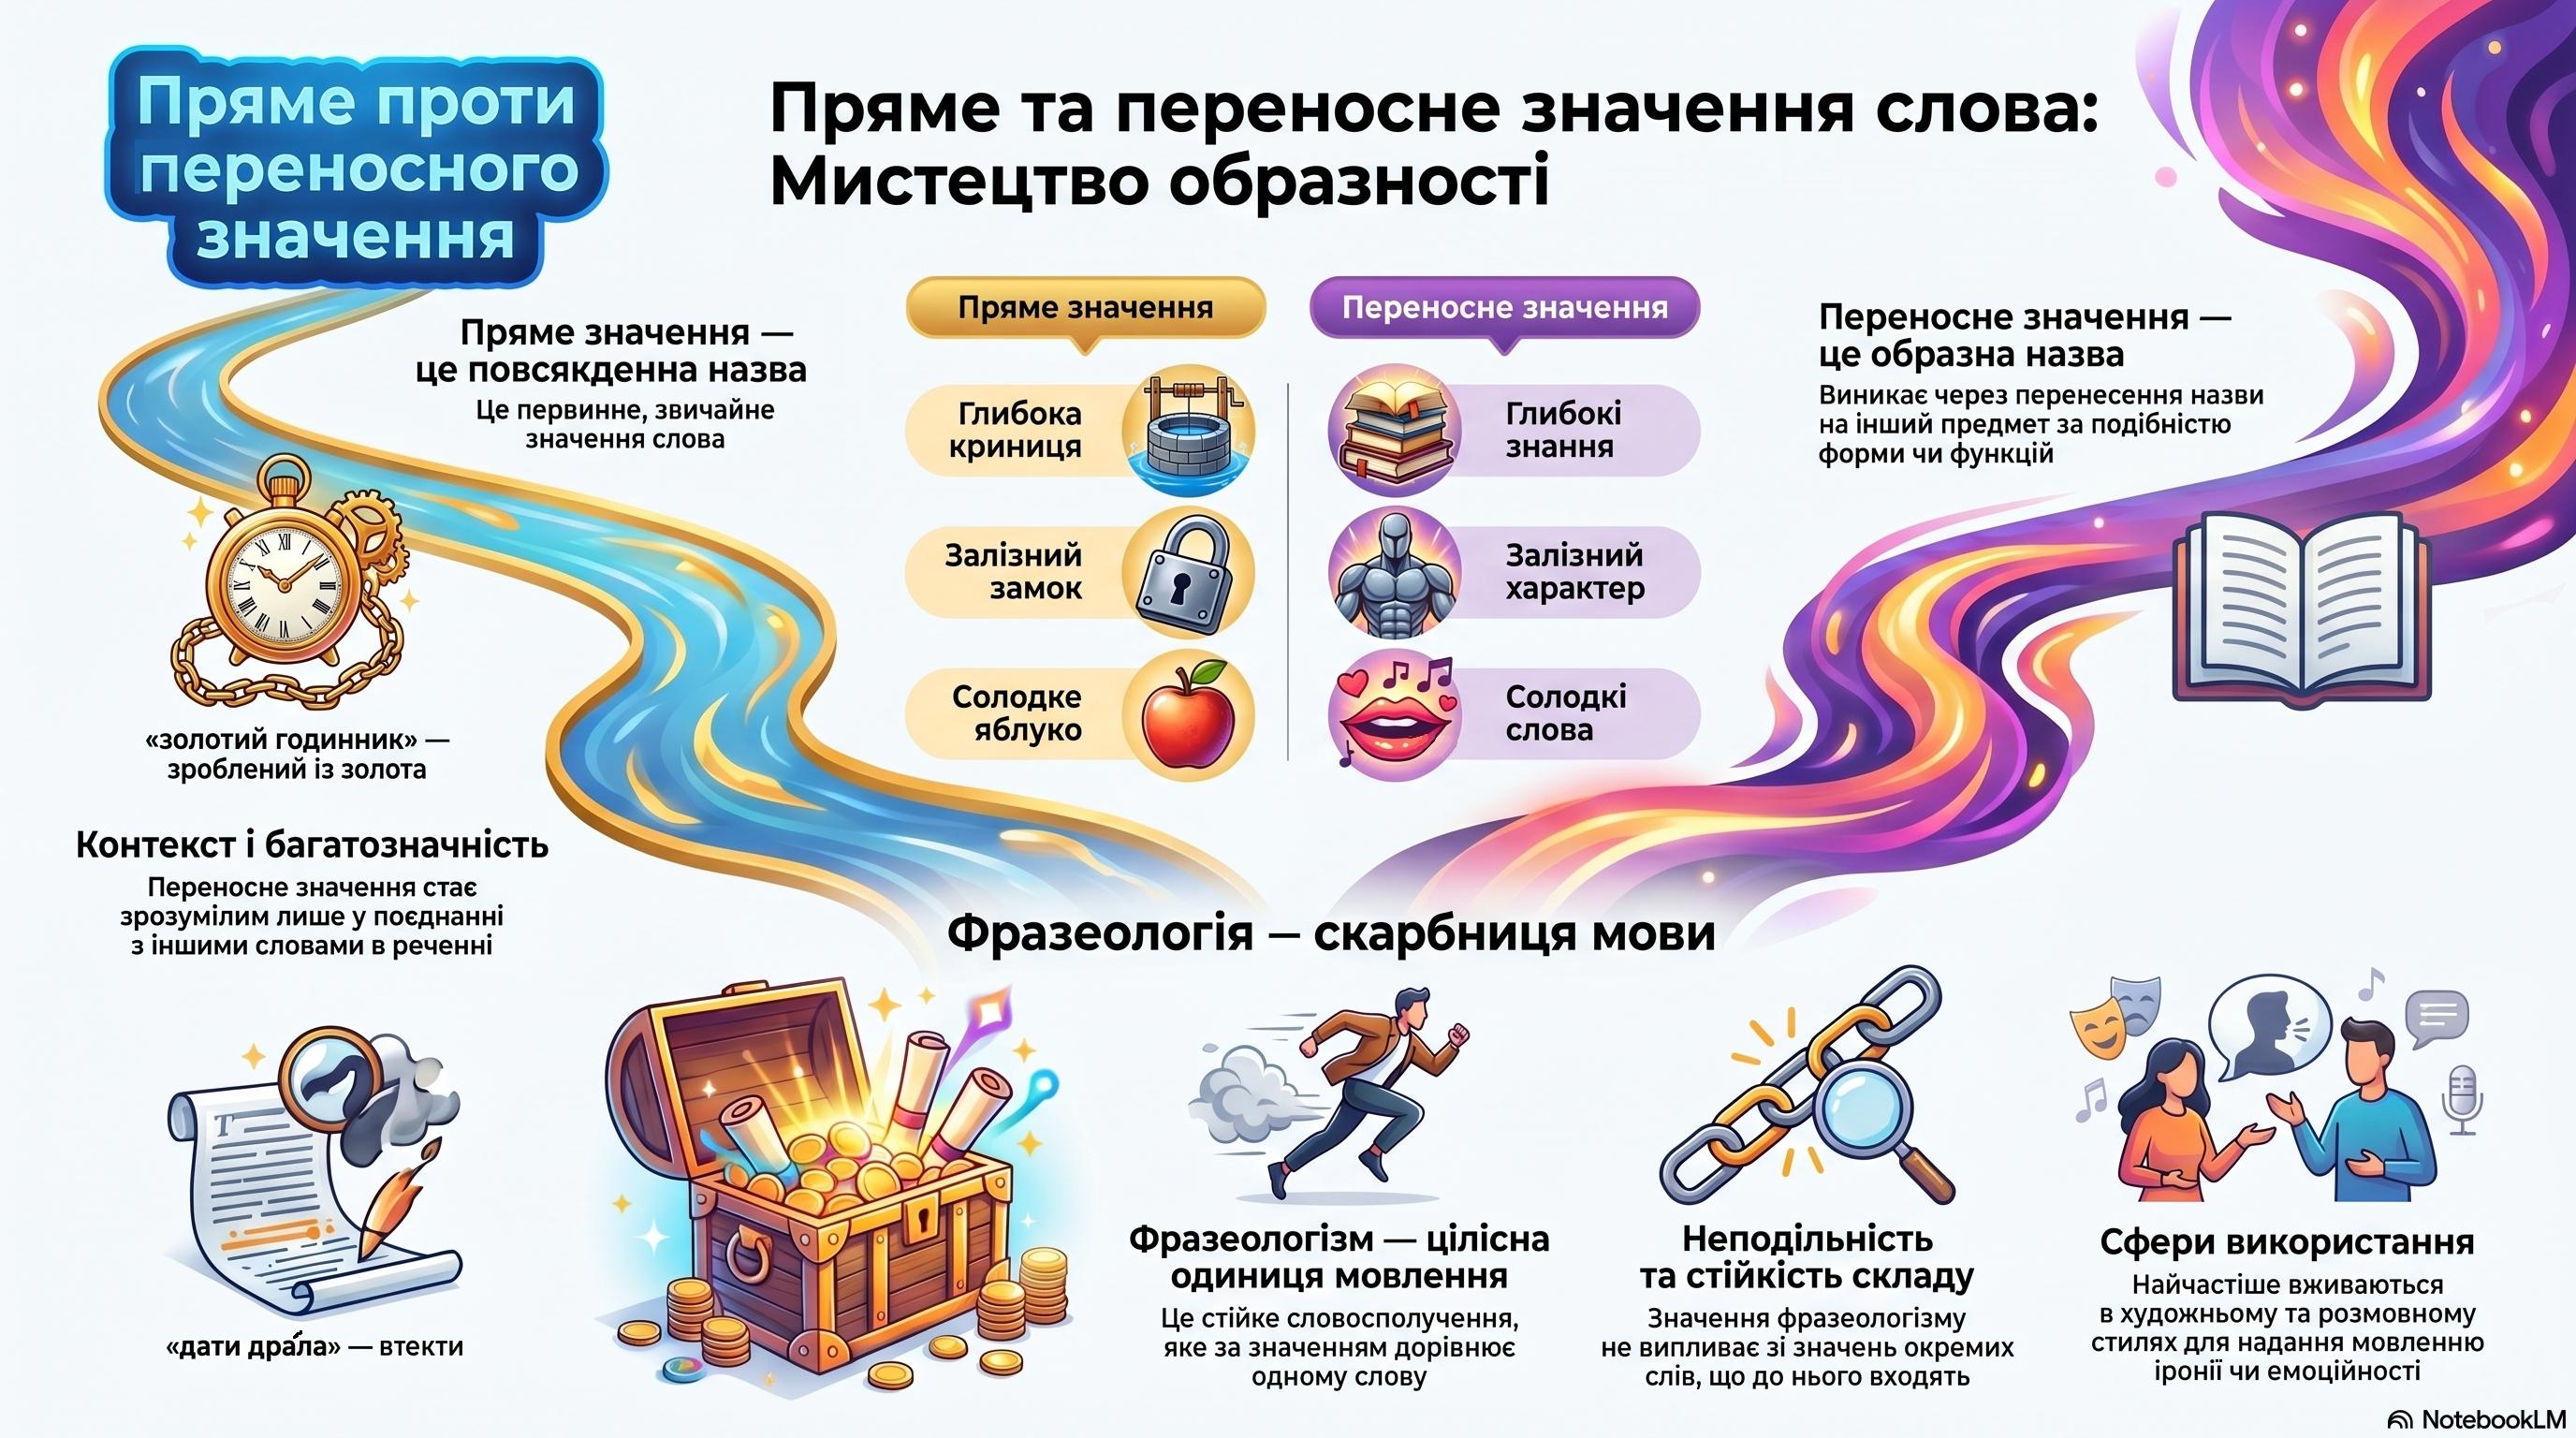 Пряме проти
переносного
значення
Пряме та переносне значення слова:
Мистецтво образності
Пряме значення —
це повсякденна назва
Це первинне, звичайне
значення слова
«золотий годинник» —
зроблений із золота
Контекст і багатозначність
Переносне значення стає
зрозумілим лише у поєднанні
з іншими словами в реченні
«дати дра́ла» — втекти
Пряме значення
Глибока
криниця
Залізний
замок
Солодке
яблуко
Переносне значення
Глибокі
знання
Залізний
характер
Солодкі
слова
Переносне значення —
це образна назва
Виникає через перенесення назви
на інший предмет за подібністю
форми чи функцій
Фразеологія — скарбниця мови
Фразеологізм — цілісна
одиниця мовлення
Це стійке словосполучення,
яке за значенням дорівнює
одному слову
Неподільність
та стійкість складу
Значення фразеологізму
не випливає зі значень окремих
слів, що до нього входять
Сфери використання
Найчастіше вживаються
в художньому та розмовному
стилях для надання мовленню
іронії чи емоційності
NotebookLM